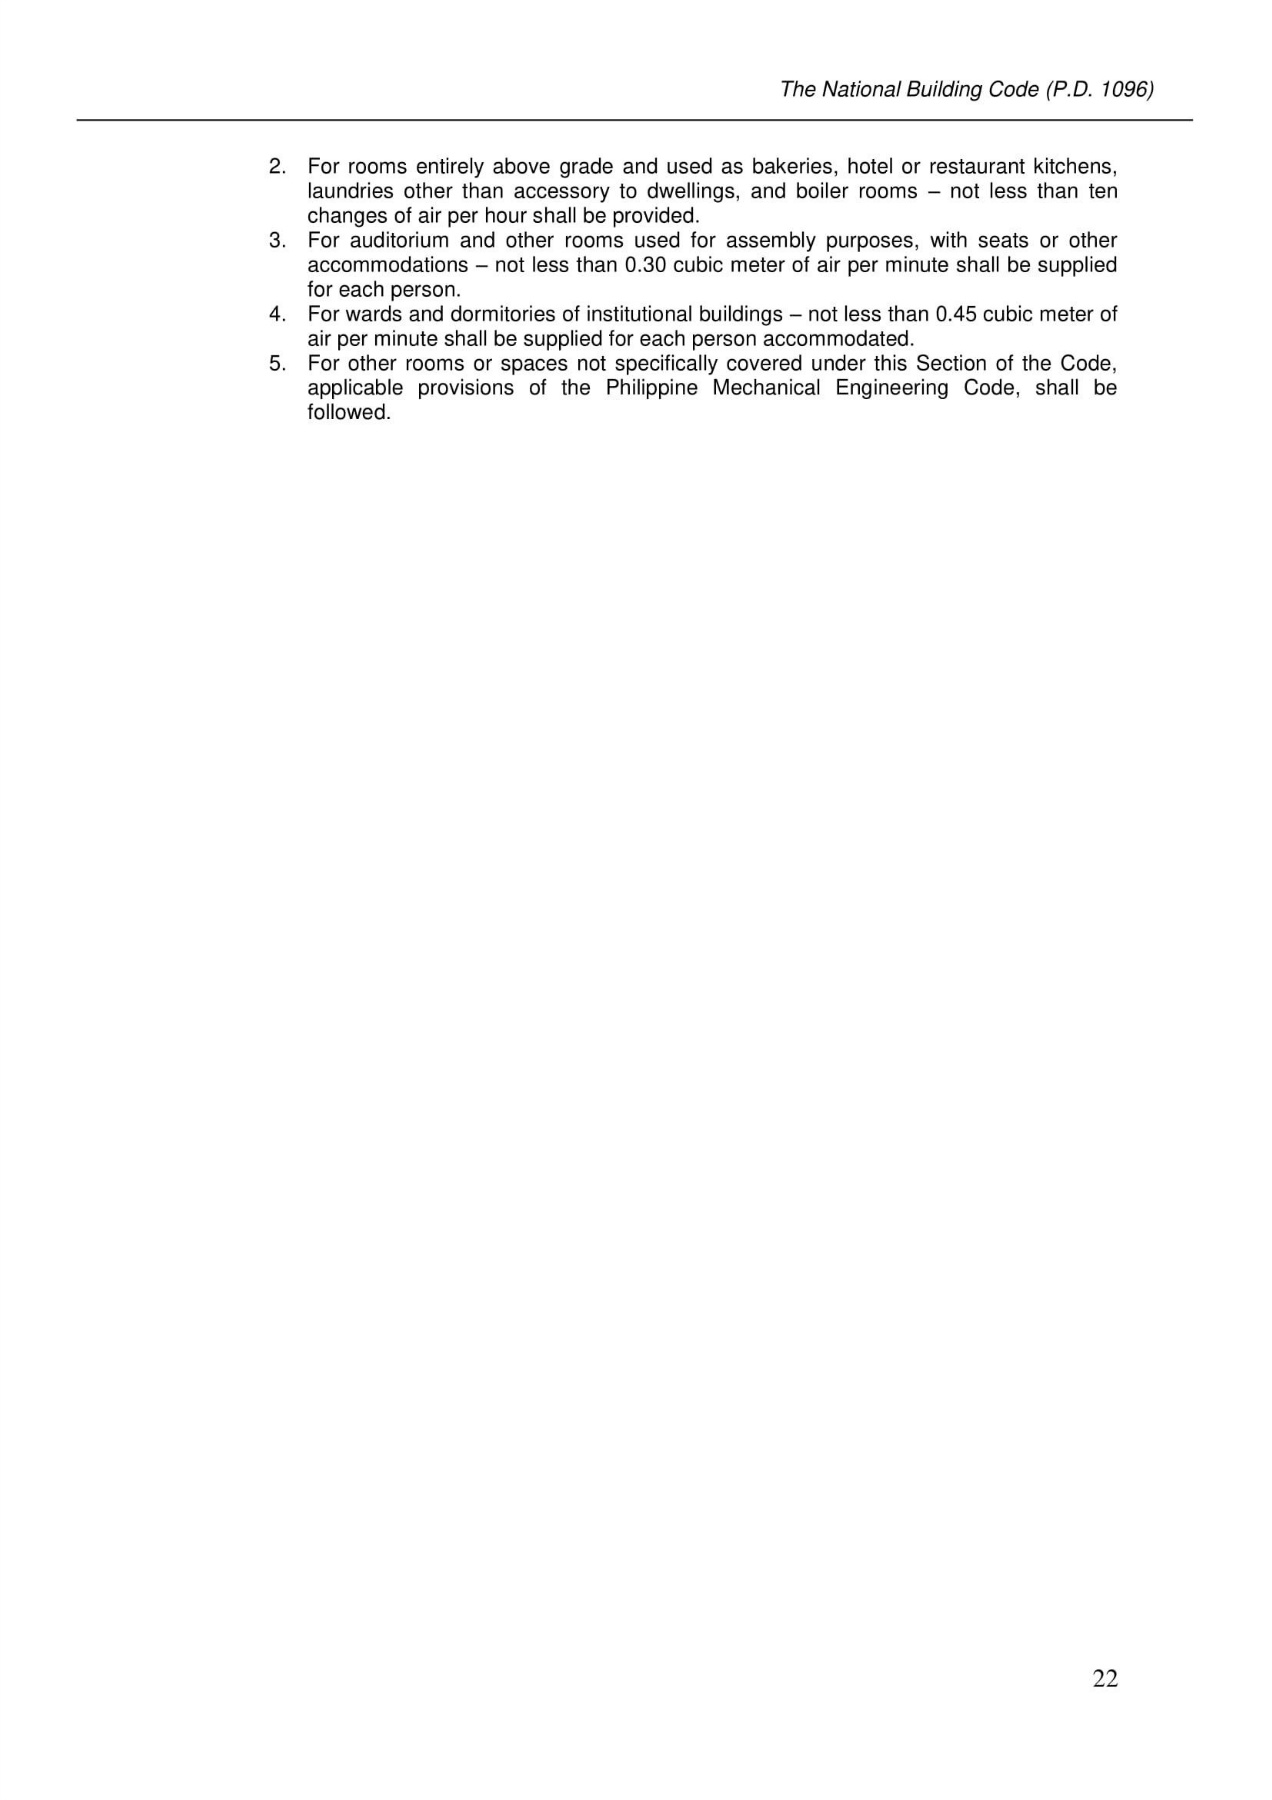 The National Building Code (P.D. 1096)
2. For rooms entirely above grade and used as bakeries, hotel or restaurant kitchens,
laundries other than accessory to dwellings, and boiler rooms – not less than ten
changes of air per hour shall be provided.
3. For auditorium and other rooms used for assembly purposes, with seats or other
accommodations – not less than 0.30 cubic meter of air per minute shall be supplied
for each person.
4. For wards and dormitories of institutional buildings – not less than 0.45 cubic meter of
air per minute shall be supplied for each person accommodated.
5. For other rooms or spaces not specifically covered under this Section of the Code,
applicable provisions of the Philippine Mechanical Engineering Code, shall be
followed.
22